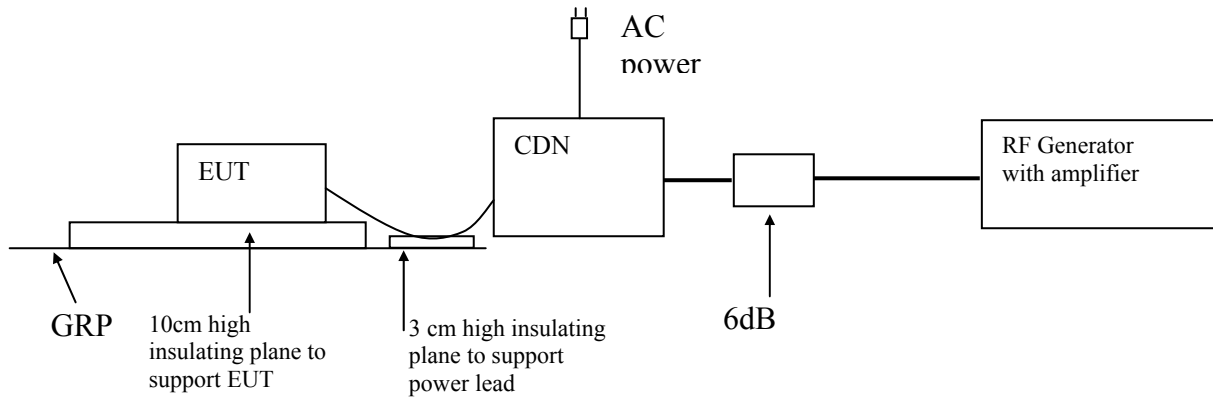 AC
power
EUT
CDN
RF Generator
with amplifier
GRP
10cm high
insulating plane to
support EUT
3 cm high insulating
plane to support
power lead
6dB